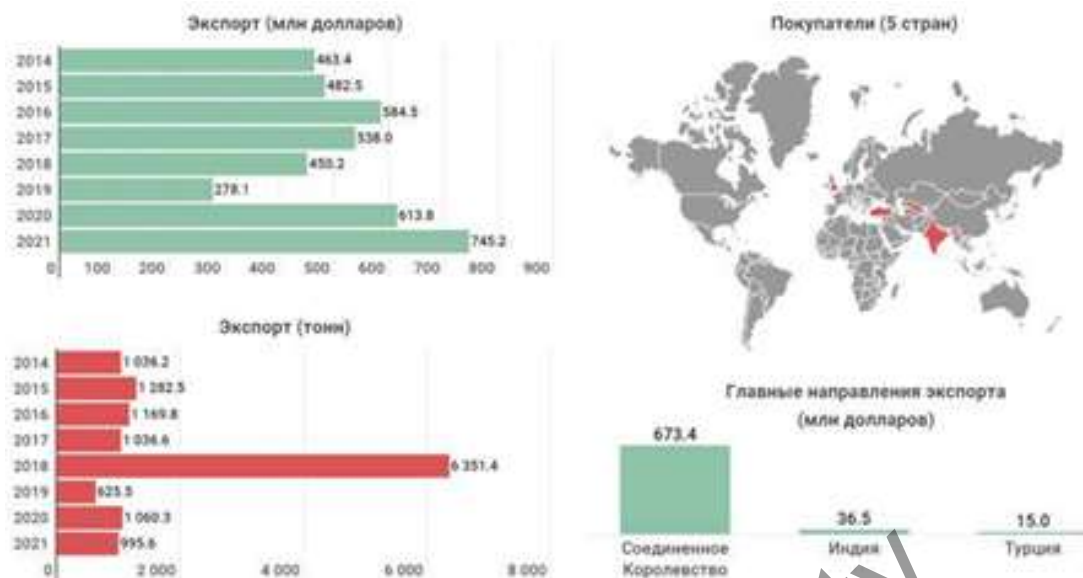 Экспорт (млн долларов)
2014 463.4
2015 482.5
2016 584.5
2017 538.0
2018 450.2
2019 278.1
2020 613.8
2021 745.2
0 100 200 300 400 500 600 700 800 900
Экспорт (тонн)
2014 1 036.2
2015 1 282.5
2016 1 169.8
2017 1 036.6
2018 6 351.4
2019 625.5
2020 1 060.3
2021 995.6
0 2 000 4 000 6 000 8 000
Покупатели (5 стран)
Главные направления экспорта
(млн долларов)
673.4 36.5 15.0
Соединенное Индия Турция
Королевство